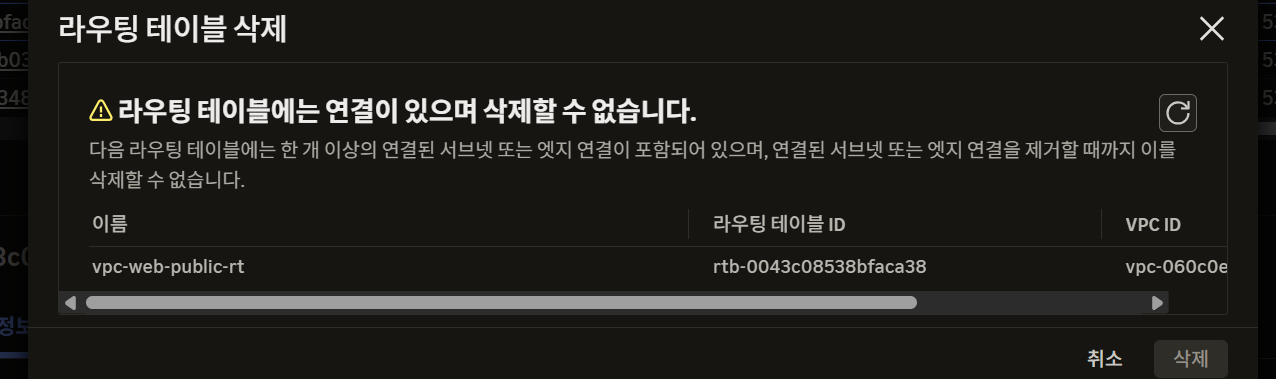 라우팅 테이블 삭제
라우팅 테이블에는 연결이 있으며 삭제할 수 없습니다.
다음 라우팅 테이블에는 한 개 이상의 연결된 서브넷 또는 엣지 연결이 포함되어 있으며, 연결된 서브넷 또는 엣지 연결을 제거할 때까지 이를
삭제할 수 없습니다.
이름 라우팅 테이블 ID VPC ID
vpc-web-public-rt rtb-0043c08538bfaca38 vpc-060c0e
정보
취소 삭제